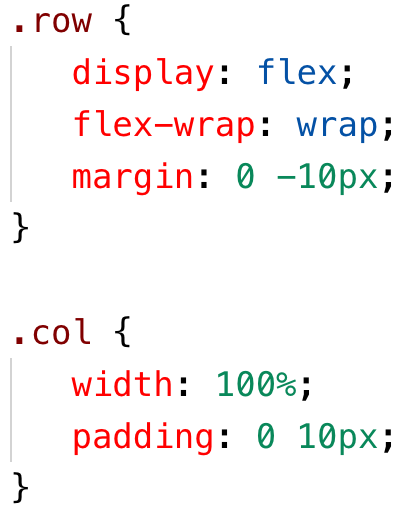 .row {
display: flex;
flex-wrap: wrap;
margin: 0 -10px;
}
.col {
width: 100%;
padding: 0 10px;
}